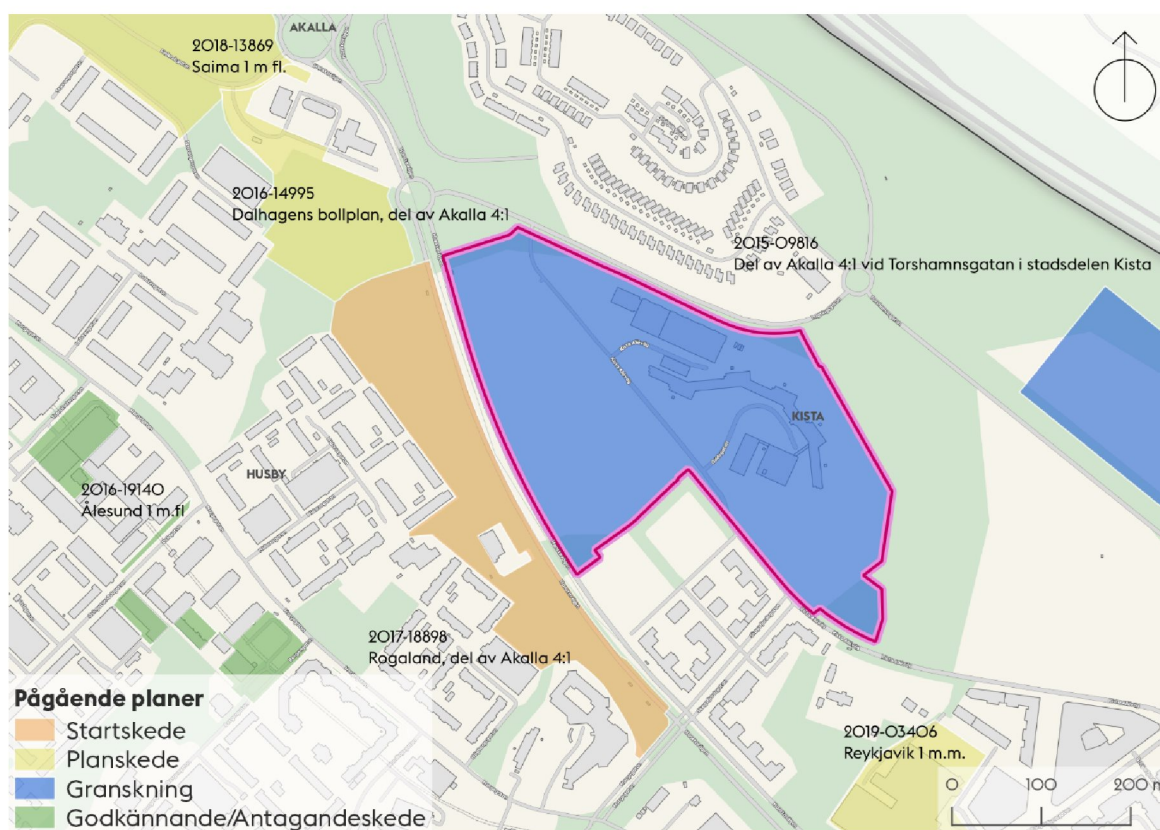 AKALLA
2018-13869
Saima 1 m fl.
2016-14995
Dalhagens bollplan, del av Akalla 4:1
2015-09816
Del av Akalla 4:1 vid Torshamnsgatan i stadsdelen Kista
KISTA
HUSBY
2016-19140
Ålesund 1 m.fl
2017-18898
Rogaland, del av Akalla 4:1
2019-03406
Reykjavik 1 m.m.
Pågående planer
Startskede
Planskede
Granskning
Godkännande/Antagandeskede
0 100 200 m